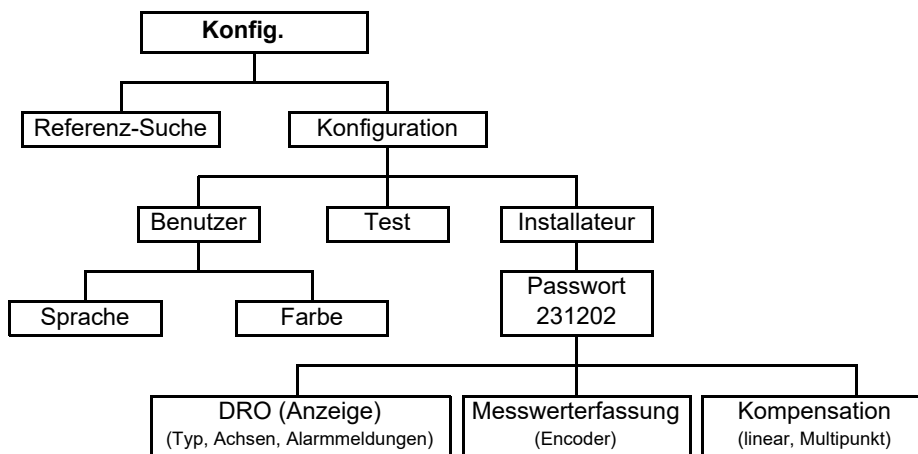 Konfig.
Referenz-Suche
Konfiguration
Benutzer
Test
Installateur
Sprache
Farbe
Passwort
231202
DRO (Anzeige)
(Typ, Achsen, Alarmmeldungen)
Messwerterfassung
(Encoder)
Kompensation
(linear, Multipunkt)